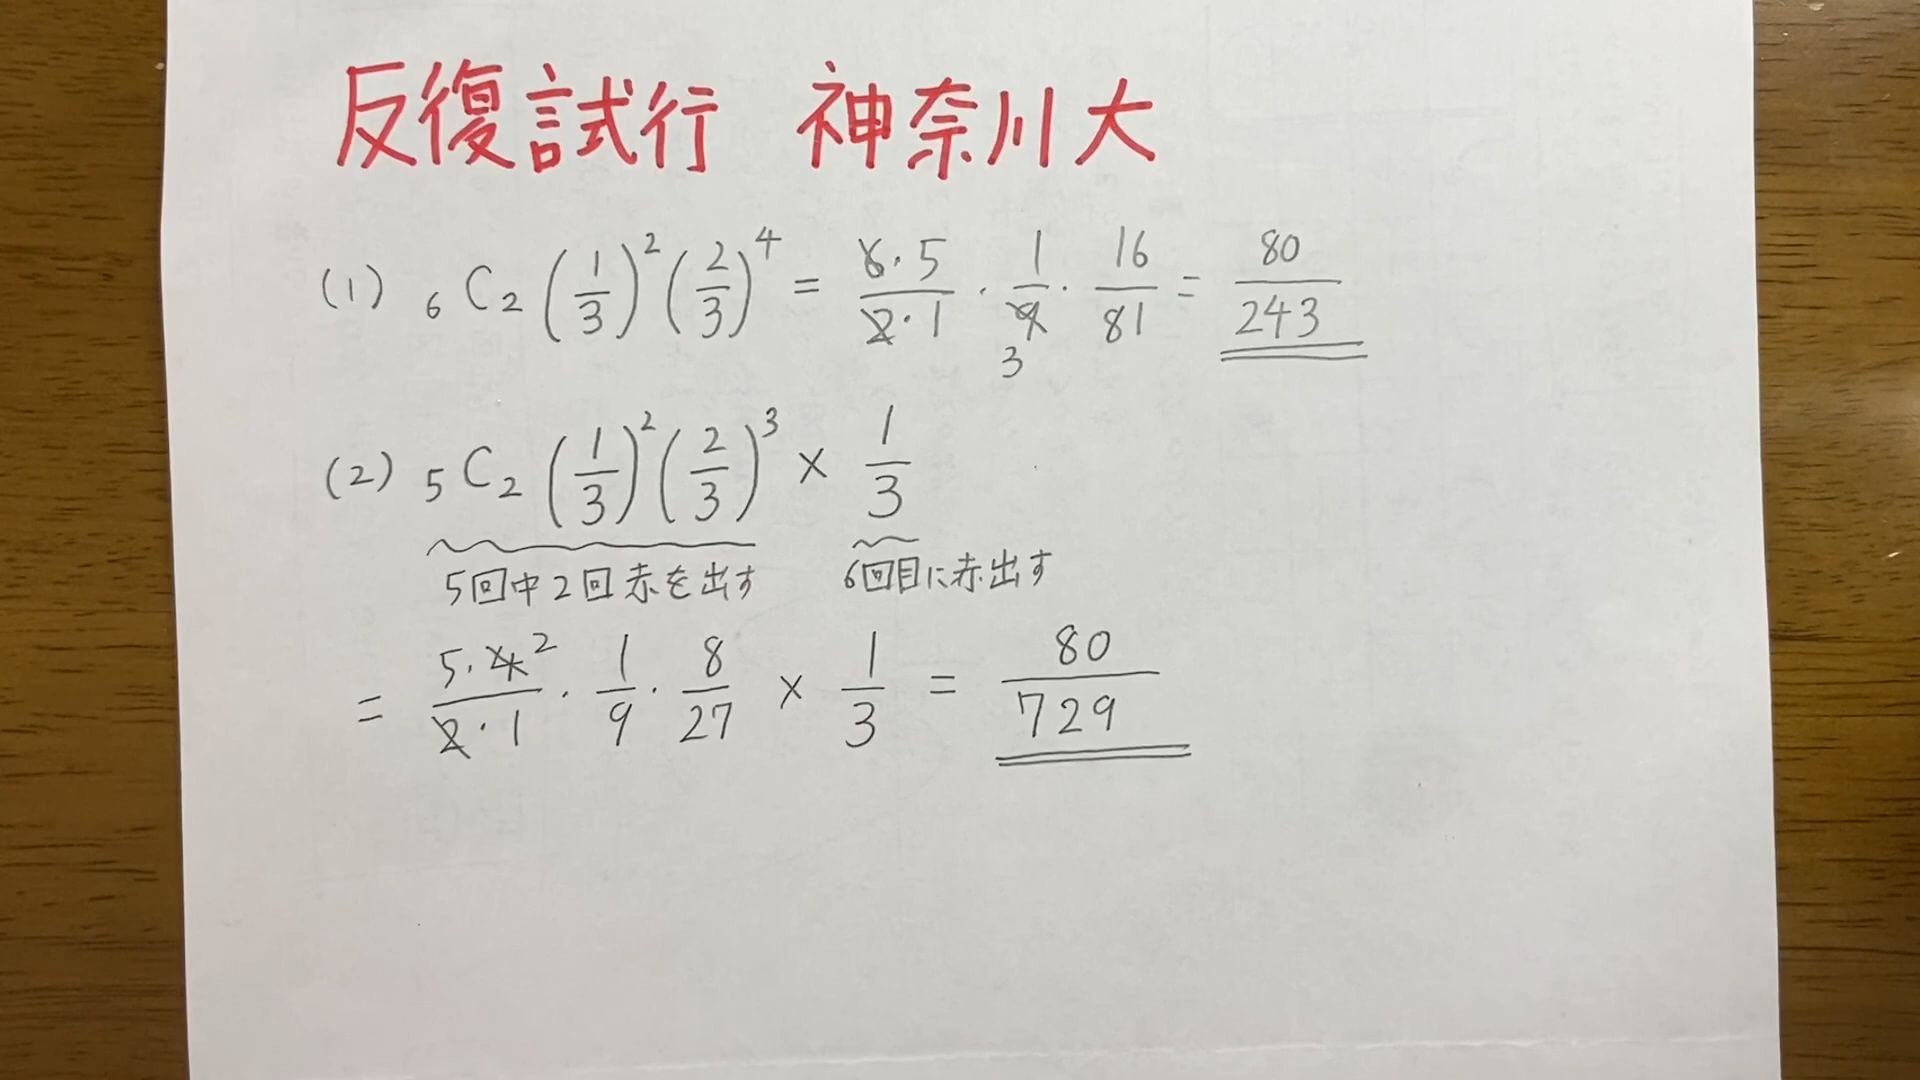 反復試行 神奈川大
(1) ₆C₂(1/3)²(2/3)⁴ = 6·5/2·1 · 1/9 · 16/81 = 80/243
3
(2) ₅C₂(1/3)²(2/3)³ × 1/3
5回中2回赤を出す 6回目に赤出す
= 5·4²/2·1 · 1/9 · 8/27 × 1/3 = 80/729